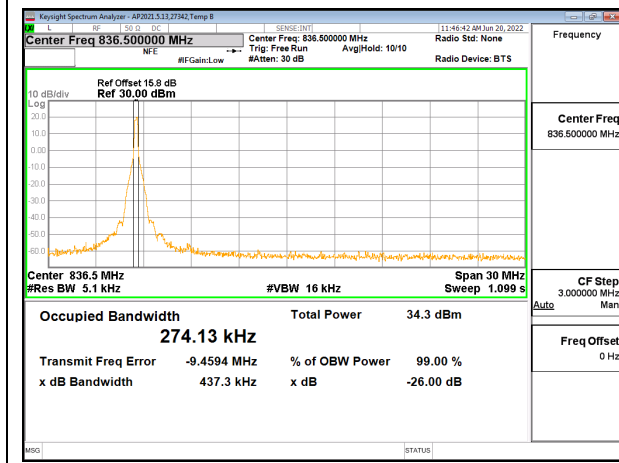 Keysight Spectrum Analyzer - AP2021.5.13,27342,Temp B
LXI L RF 50 Ω DC SENSE:INT 11:46:42 AM Jun 20, 2022
Center Freq 836.500000 MHz Center Freq: 836.500000 MHz Radio Std: None Frequency
NFE Trig: Free Run Avg|Hold: 10/10
#IFGain:Low #Atten: 30 dB Radio Device: BTS
Ref Offset 15.8 dB
10 dB/div Ref 30.00 dBm
Log
20.0
10.0
0.00
-10.0
-20.0
-30.0
-40.0
-50.0
-60.0
Center Freq
836.500000 MHz
Center 836.5 MHz Span 30 MHz
#Res BW 5.1 kHz #VBW 16 kHz Sweep 1.099 s
CF Step
3.000000 MHz
Auto Man
Occupied Bandwidth Total Power 34.3 dBm
274.13 kHz
Transmit Freq Error -9.4594 MHz % of OBW Power 99.00 %
x dB Bandwidth 437.3 kHz x dB -26.00 dB
Freq Offset
0 Hz
MSG STATUS